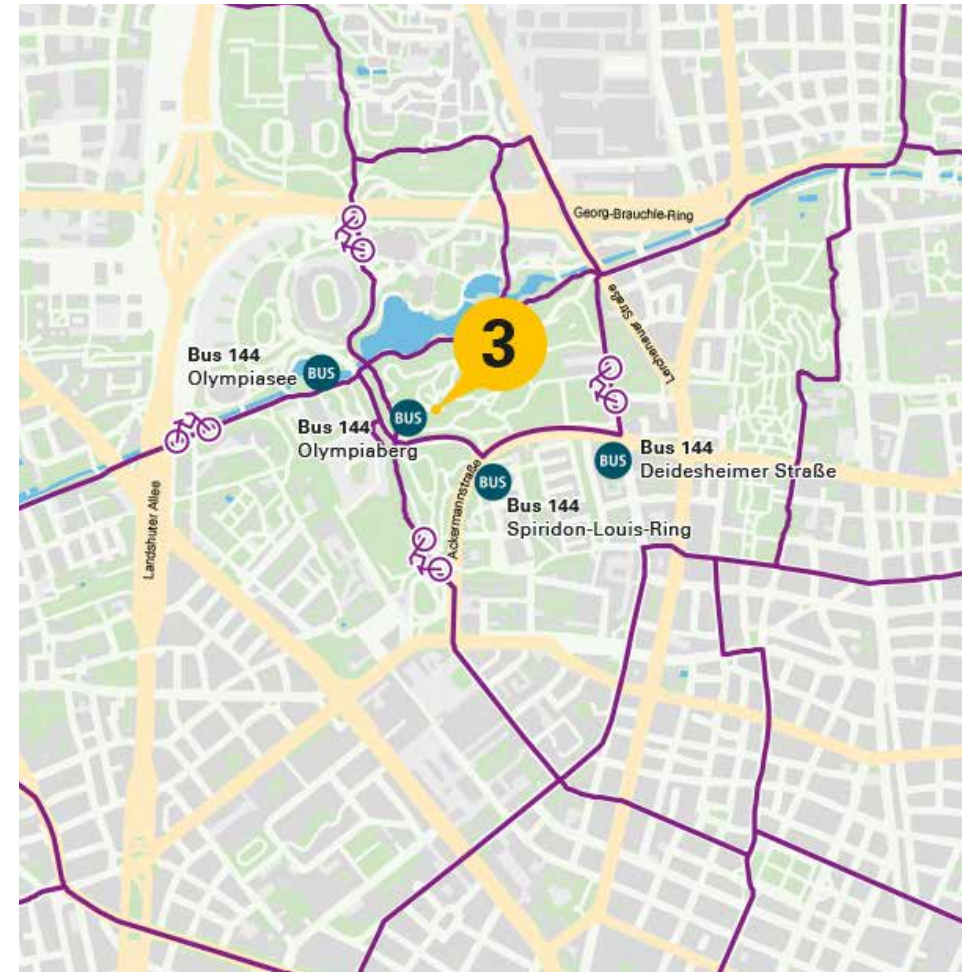 Georg-Brauchle-Ring
Lerchenauer Straße
3
Bus 144
Olympiasee
BUS
Bus 144
Olympiaberg
BUS
Bus 144
Deidesheimer Straße
BUS
BUS
Bus 144
Spiridon-Louis-Ring
Ackermannstraße
Landshuter Allee